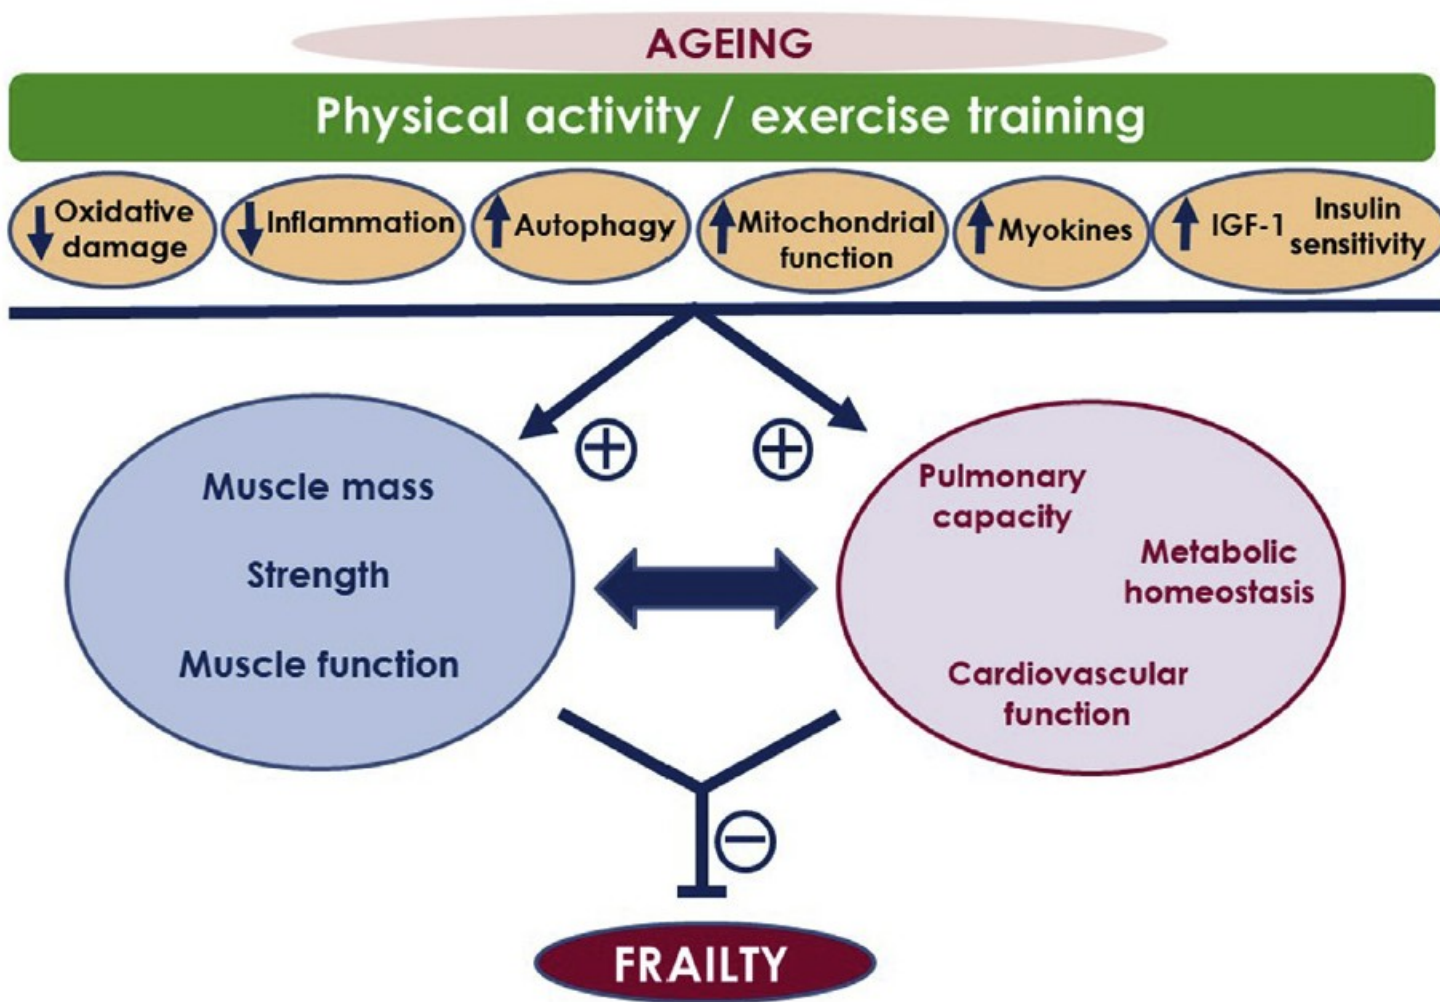 AGEING
Physical activity / exercise training
Oxidative
damage
Inflammation
Autophagy
Mitochondrial
function
Myokines
IGF-1
Insulin
sensitivity
Muscle mass
Strength
Muscle function
Pulmonary
capacity
Metabolic
homeostasis
Cardiovascular
function
FRAILTY